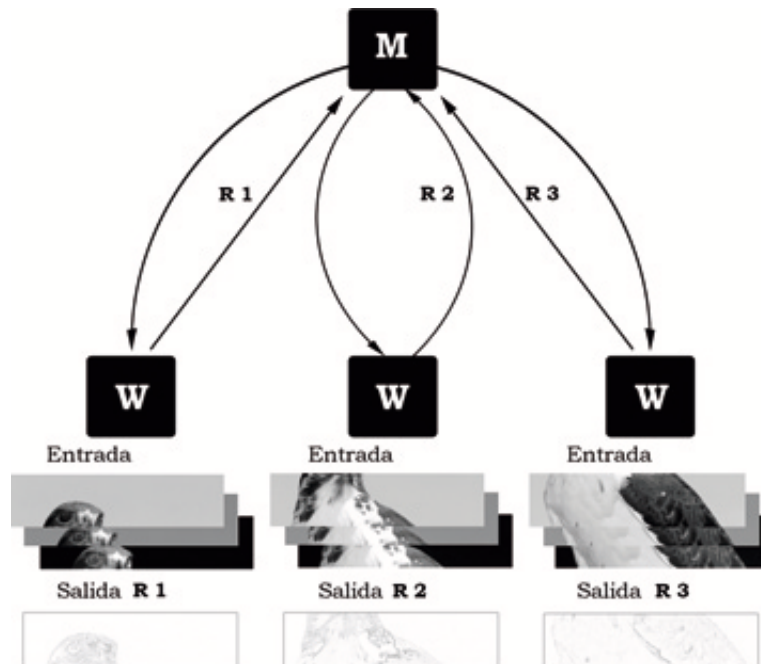 M
R 1
R 2
R 3
W
W
W
Entrada
Entrada
Entrada
Salida R 1
Salida R 2
Salida R 3